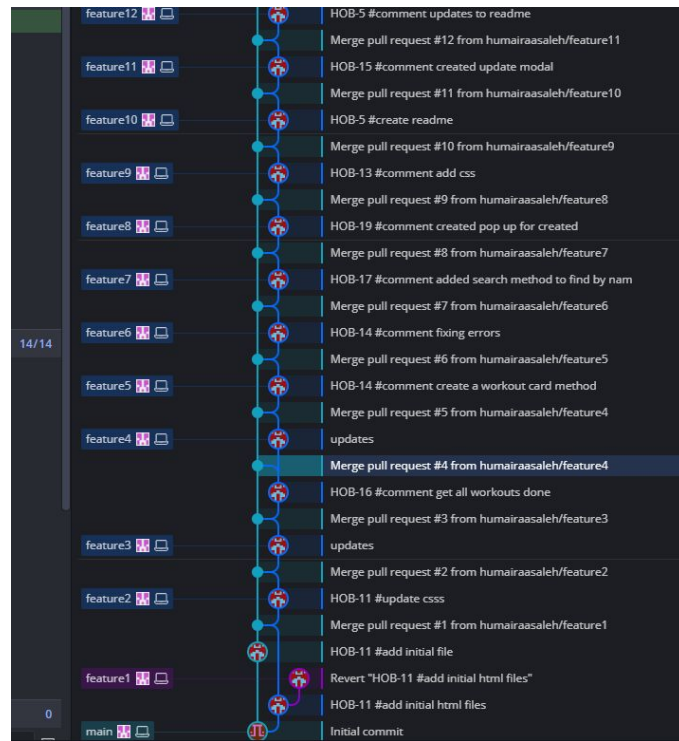 feature12 HOB-5 #comment updates to readme
Merge pull request #12 from humairaasaleh/feature11
feature11 HOB-15 #comment created update modal
Merge pull request #11 from humairaasaleh/feature10
feature10 HOB-5 #create readme
Merge pull request #10 from humairaasaleh/feature9
feature9 HOB-13 #comment add css
Merge pull request #9 from humairaasaleh/feature8
feature8 HOB-19 #comment created pop up for created
Merge pull request #8 from humairaasaleh/feature7
feature7 HOB-17 #comment added search method to find by nam
Merge pull request #7 from humairaasaleh/feature6
feature6 HOB-14 #comment fixing errors
14/14
Merge pull request #6 from humairaasaleh/feature5
feature5 HOB-14 #comment create a workout card method
Merge pull request #5 from humairaasaleh/feature4
feature4 updates
Merge pull request #4 from humairaasaleh/feature4
HOB-16 #comment get all workouts done
Merge pull request #3 from humairaasaleh/feature3
feature3 updates
Merge pull request #2 from humairaasaleh/feature2
feature2 HOB-11 #update csss
Merge pull request #1 from humairaasaleh/feature1
HOB-11 #add initial file
feature1 Revert "HOB-11 #add initial html files"
HOB-11 #add initial html files
0
main Initial commit